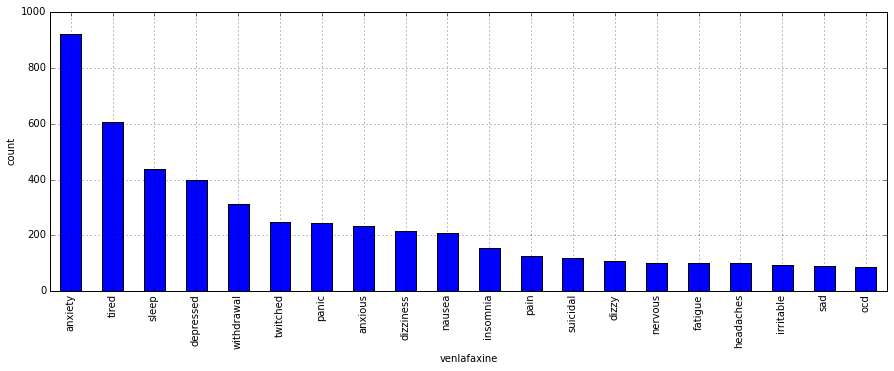 1000
800
600
400
200
0
count
anxiety
tired
sleep
depressed
withdrawal
twitched
panic
anxious
dizziness
nausea
insomnia
pain
suicidal
dizzy
nervous
fatigue
headaches
irritable
sad
ocd
venlafaxine